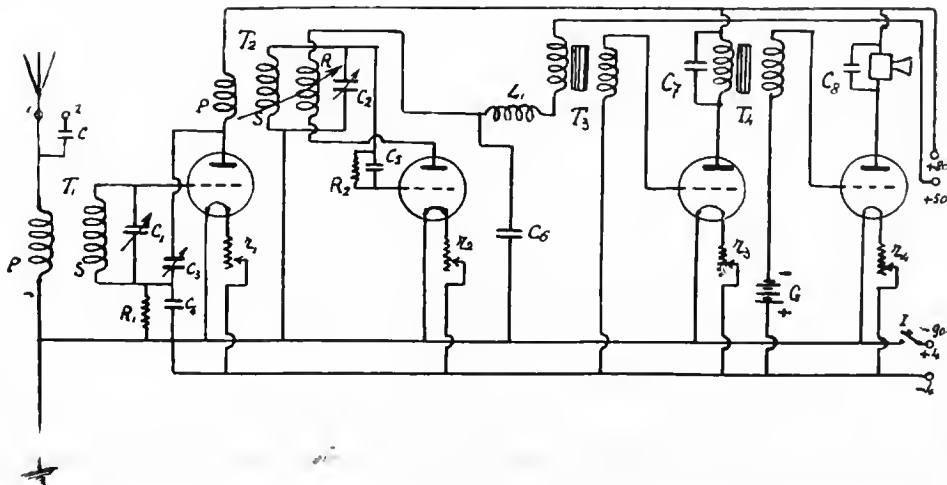 T2
R
P
S
C2
L1
T3
C7
T4
C8
1
2
C
T1
R2
C5
+80
+50
P
S
C1
C3
r1
r2
C6
r3
r4
G
-
+
R1
C4
I
-90
+4
-4